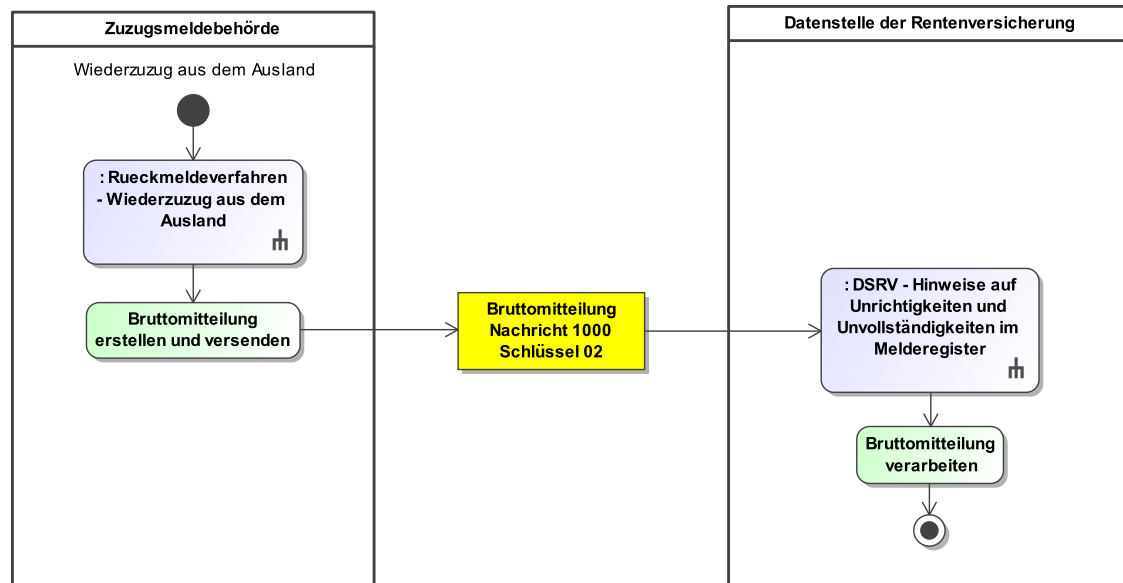 Zuzugsmeldebehörde
Wiederzuzug aus dem Ausland
: Rueckmeldeverfahren
- Wiederzuzug aus dem
Ausland
Bruttomitteilung
erstellen und versenden
Bruttomitteilung
Nachricht 1000
Schlüssel 02
Datenstelle der Rentenversicherung
: DSRV - Hinweise auf
Unrichtigkeiten und
Unvollständigkeiten im
Melderegister
Bruttomitteilung
verarbeiten